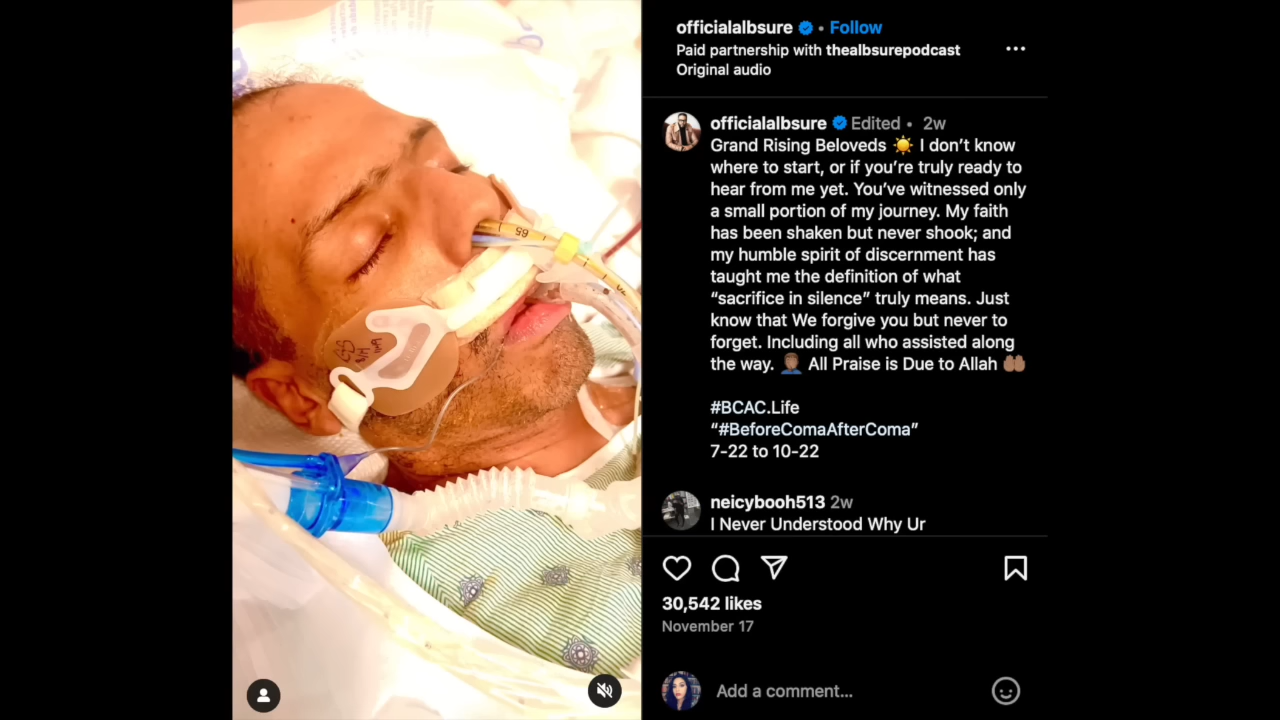 officialalbsure • Follow
Paid partnership with thealbsurepodcast
Original audio
officialalbsure Edited • 2w
Grand Rising Beloveds ☀️ I don’t know
where to start, or if you’re truly ready to
hear from me yet. You’ve witnessed only
a small portion of my journey. My faith
has been shaken but never shook; and
my humble spirit of discernment has
taught me the definition of what
“sacrifice in silence” truly means. Just
know that We forgive you but never to
forget. Including all who assisted along
the way. 🤦🏽‍♂️ All Praise is Due to Allah 🤲🏽
#BCAC.Life
“#BeforeComaAfterComa”
7-22 to 10-22
neicybooh513 2w
I Never Understood Why Ur
30,542 likes
November 17
Add a comment...
65